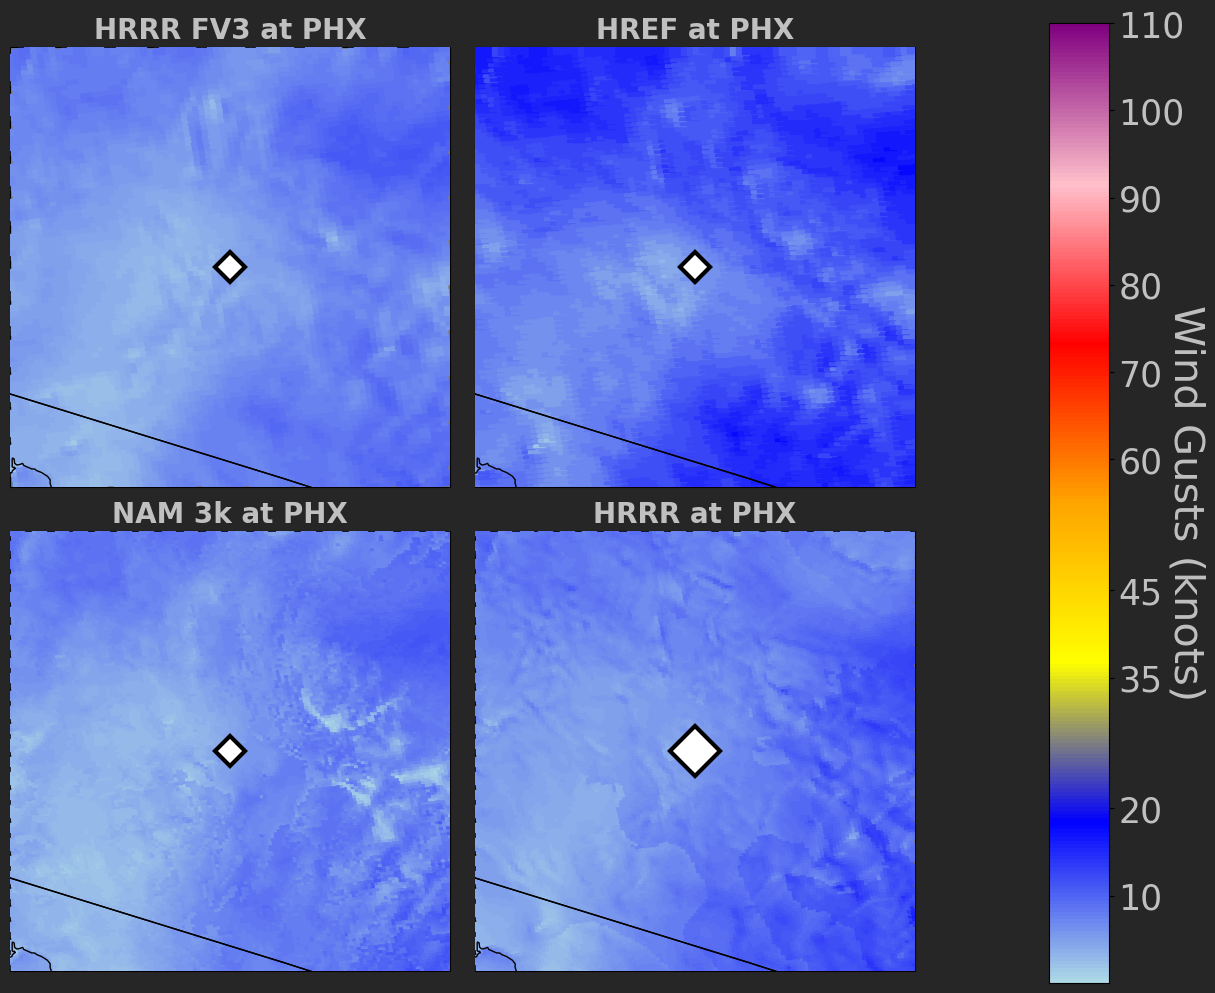 HRRR FV3 at PHX
HREF at PHX
NAM 3k at PHX
HRRR at PHX
110
100
90
80
70
60
45
35
20
10
Wind Gusts (knots)